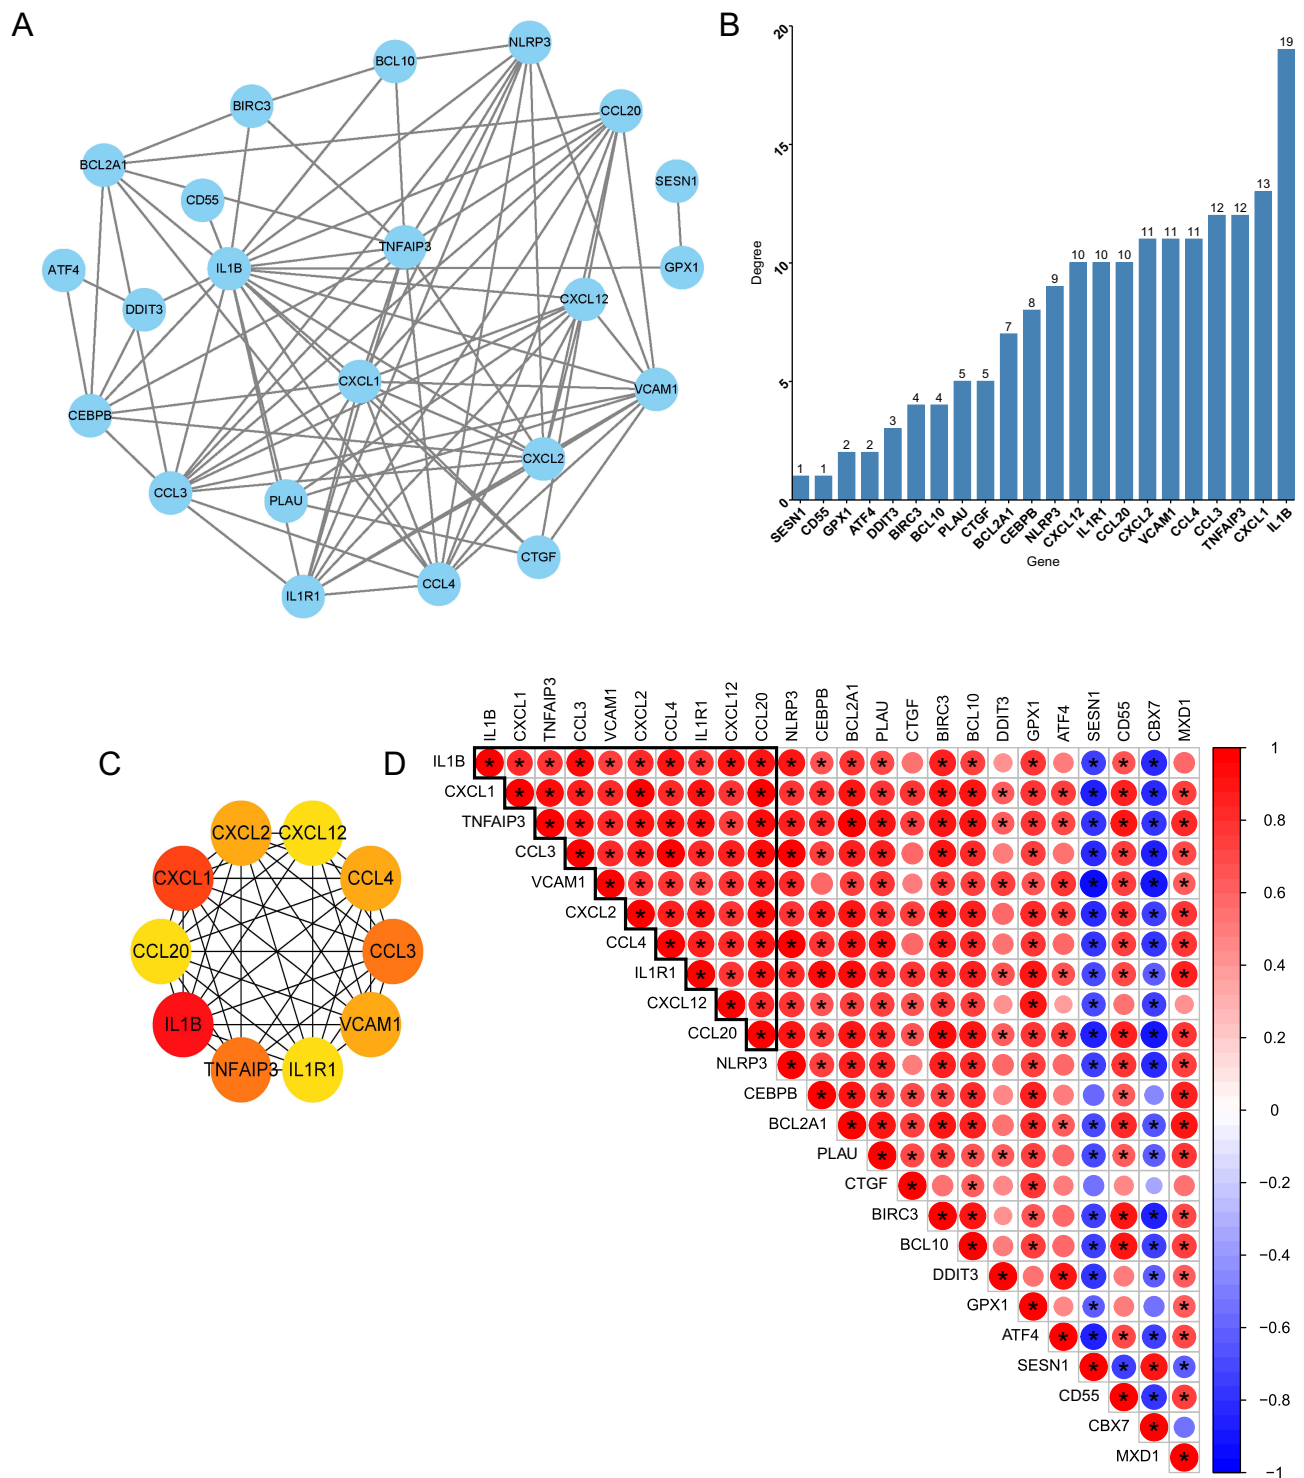 A
NLRP3
BCL10
BIRC3
CCL20
BCL2A1
SESN1
CD55
TNFAIP3
ATF4
IL1B
GPX1
DDIT3
CXCL12
CXCL1
VCAM1
CEBPB
CXCL2
CCL3
PLAU
CTGF
CCL4
IL1R1
B
Degree
20
15
10
5
0
1
1
2
2
3
4
4
5
5
7
8
9
10
10
10
11
11
11
12
12
13
19
SESN1
CD55
GPX1
ATF4
DDIT3
BIRC3
BCL10
PLAU
CTGF
BCL2A1
CEBPB
NLRP3
CXCL12
IL1R1
CCL20
CXCL2
VCAM1
CCL4
CCL3
TNFAIP3
CXCL1
IL1B
Gene
C
CXCL2
CXCL12
CXCL1
CCL4
CCL20
CCL3
IL1B
VCAM1
TNFAIP3
IL1R1
D
IL1B
CXCL1
TNFAIP3
CCL3
VCAM1
CXCL2
CCL4
IL1R1
CXCL12
CCL20
NLRP3
CEBPB
BCL2A1
PLAU
CTGF
BIRC3
BCL10
DDIT3
GPX1
ATF4
SESN1
CD55
CBX7
MXD1
IL1B
CXCL1
TNFAIP3
CCL3
VCAM1
CXCL2
CCL4
IL1R1
CXCL12
CCL20
NLRP3
CEBPB
BCL2A1
PLAU
CTGF
BIRC3
BCL10
DDIT3
GPX1
ATF4
SESN1
CD55
CBX7
MXD1
1
0.8
0.6
0.4
0.2
0
−0.2
−0.4
−0.6
−0.8
−1